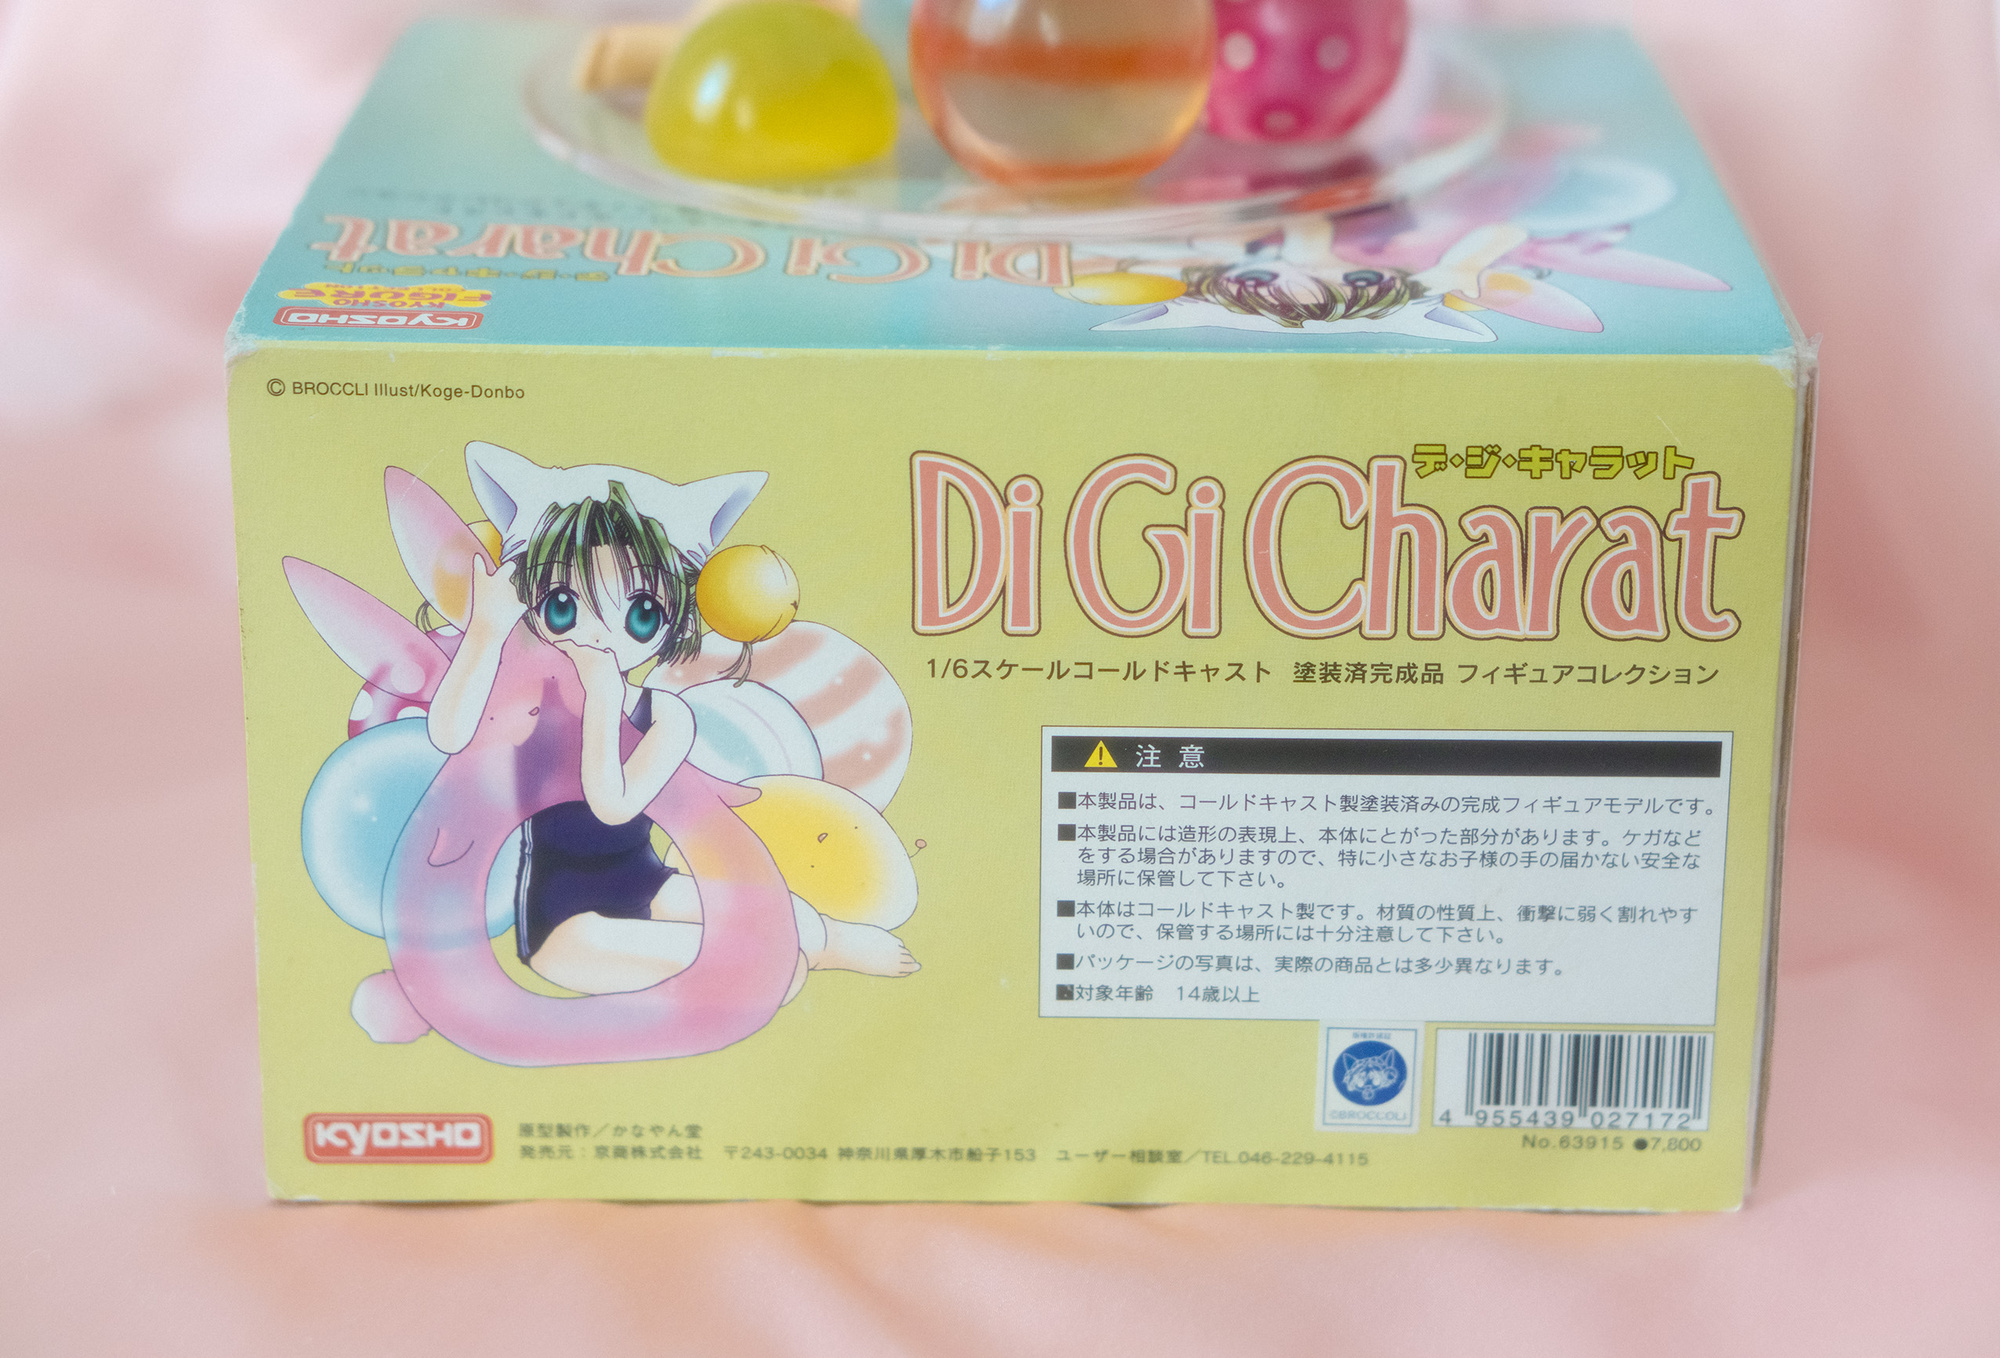 Di Gi Charat
デ・ジ・キャラット
KYOSHO
FIGURE
KYOSHO
© BROCCLI Illust/Koge-Donbo
デ・ジ・キャラット
Di Gi Charat
1/6スケールコールドキャスト 塗装済完成品 フィギュアコレクション
注意
■本製品は、コールドキャスト製塗装済みの完成フィギュアモデルです。
■本製品には造形の表現上、本体にとがった部分があります。ケガなど
をする場合がありますので、特に小さなお子様の手の届かない安全な
場所に保管して下さい。
■本体はコールドキャスト製です。材質の性質上、衝撃に弱く割れやす
いので、保管する場所には十分注意して下さい。
■パッケージの写真は、実際の商品とは多少異なります。
■対象年齢 14歳以上
©BROCCOLI
4 955439 027172
No.63915 ●7,800
KYOSHO
原型製作／かなやん堂
発売元：京商株式会社 〒243-0034 神奈川県厚木市船子153 ユーザー相談室／TEL.046-229-4115